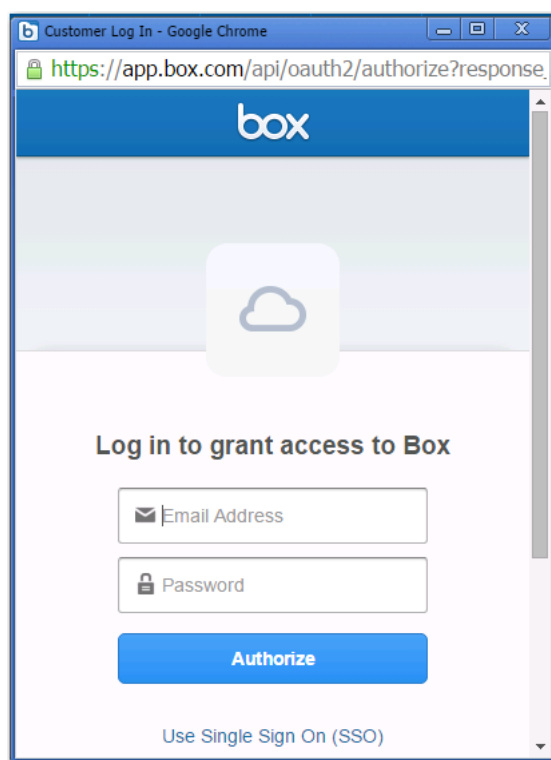 Customer Log In - Google Chrome
https://app.box.com/api/oauth2/authorize?response_
box
Log in to grant access to Box
Email Address
Password
Authorize
Use Single Sign On (SSO)